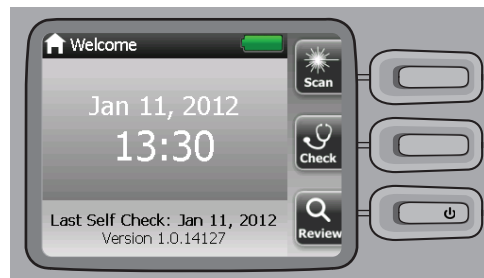 Welcome
Scan
Jan 11, 2012
13:30
Check
Last Self Check: Jan 11, 2012
Version 1.0.14127
Review